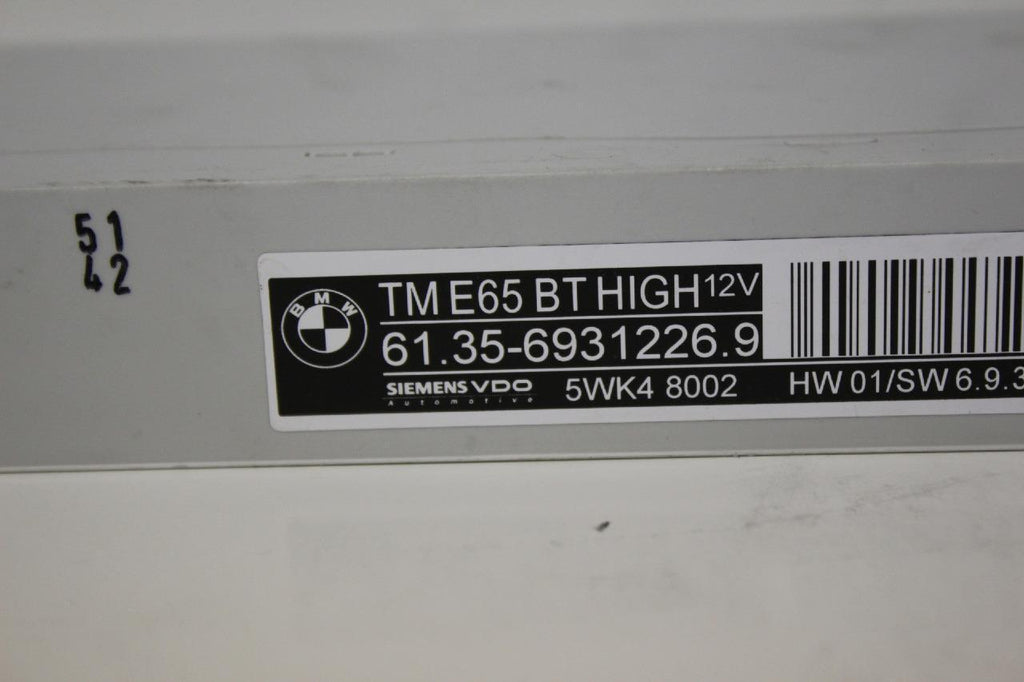 51
42
BMW
TM E65 BT HIGH 12V
61.35-6931226.9
SIEMENS VDO
Automotive
5WK4 8002
HW 01/SW 6.9.3